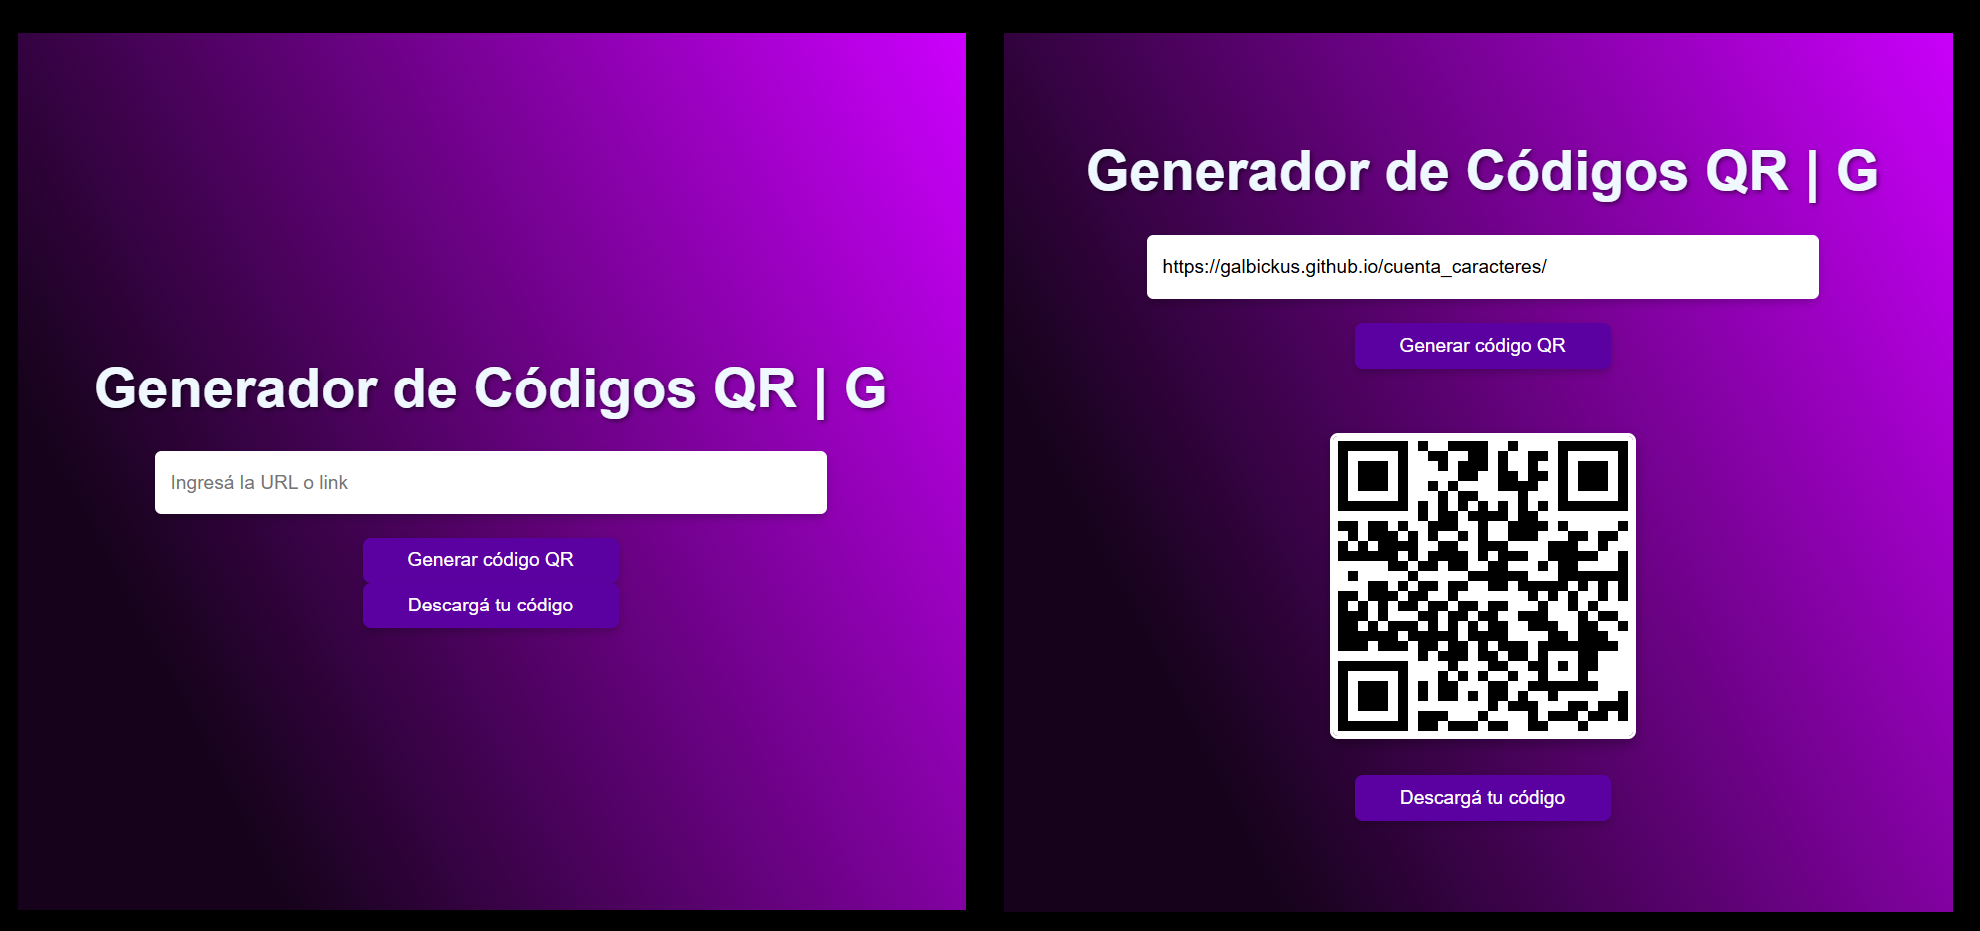 Generador de Códigos QR | G
Ingresá la URL o link
Generar código QR
Descargá tu código
Generador de Códigos QR | G
https://galbickus.github.io/cuenta_caracteres/
Generar código QR
Descargá tu código